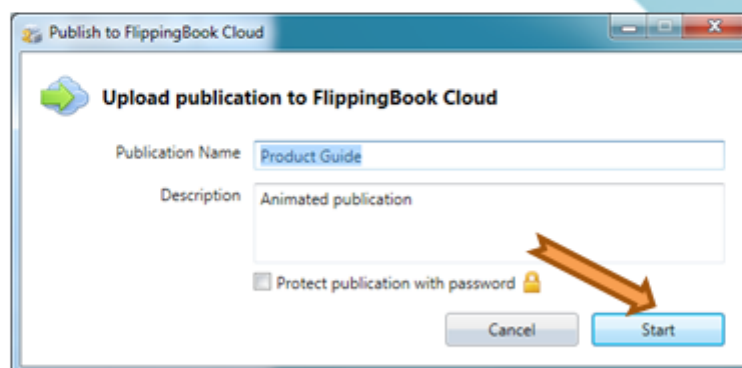 Publish to FlippingBook Cloud
Upload publication to FlippingBook Cloud
Publication Name Product Guide
Description Animated publication
Protect publication with password
Cancel Start